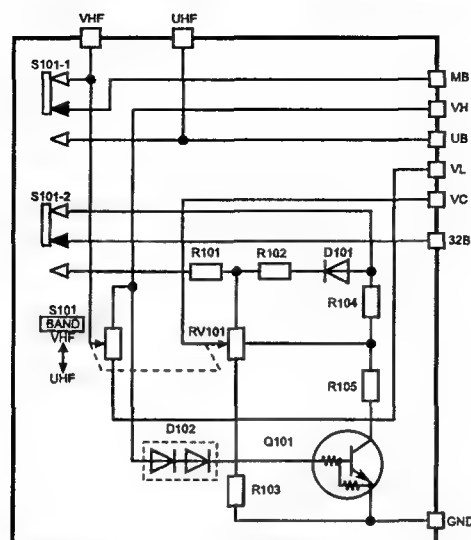 VHF
UHF
S101-1
MB
VH
UB
VL
S101-2
VC
32B
R101
R102
D101
R104
S101
BAND
VHF
UHF
RV101
R105
D102
Q101
R103
GND